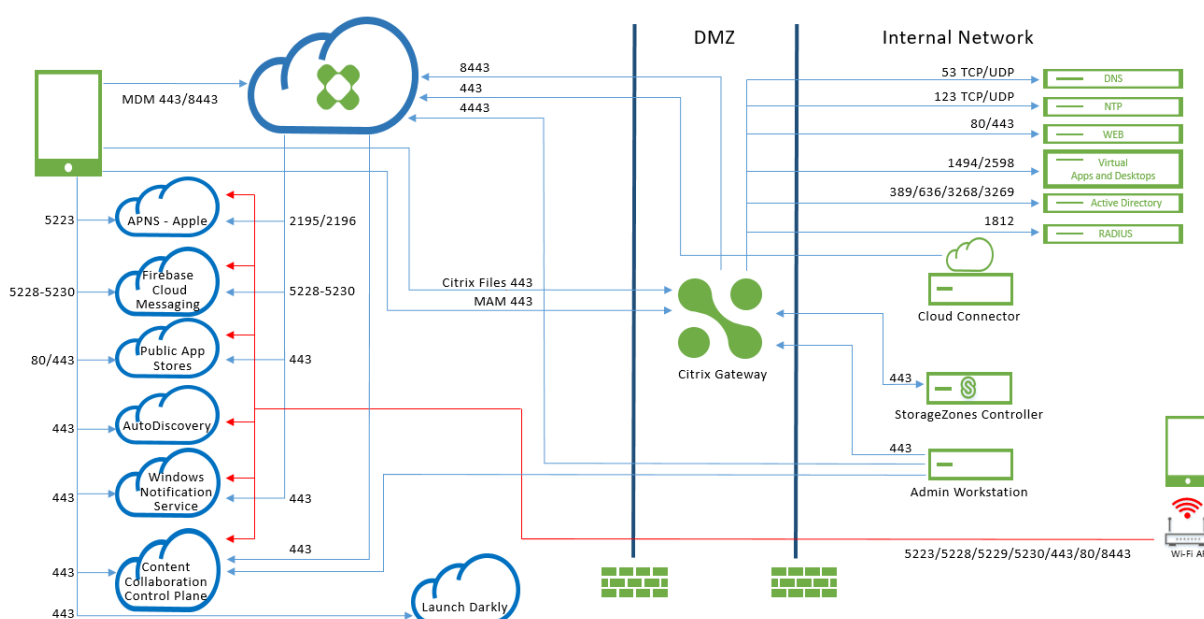 DMZ
Internal Network
8443
443
4443
MDM 443/8443
53 TCP/UDP
DNS
123 TCP/UDP
NTP
80/443
WEB
1494/2598
Virtual
Apps and Desktops
389/636/3268/3269
Active Directory
1812
RADIUS
5223
APNS - Apple
2195/2196
Firebase
Cloud
Messaging
5228-5230
5228-5230
Citrix Files 443
MAM 443
Cloud Connector
80/443
Public App
Stores
443
Citrix Gateway
443
StorageZones Controller
443
AutoDiscovery
443
Admin Workstation
443
Windows
Notification
Service
443
443
5223/5228/5229/5230/443/80/8443
Wi-Fi AP
443
Content
Collaboration
Control Plane
443
Launch Darkly